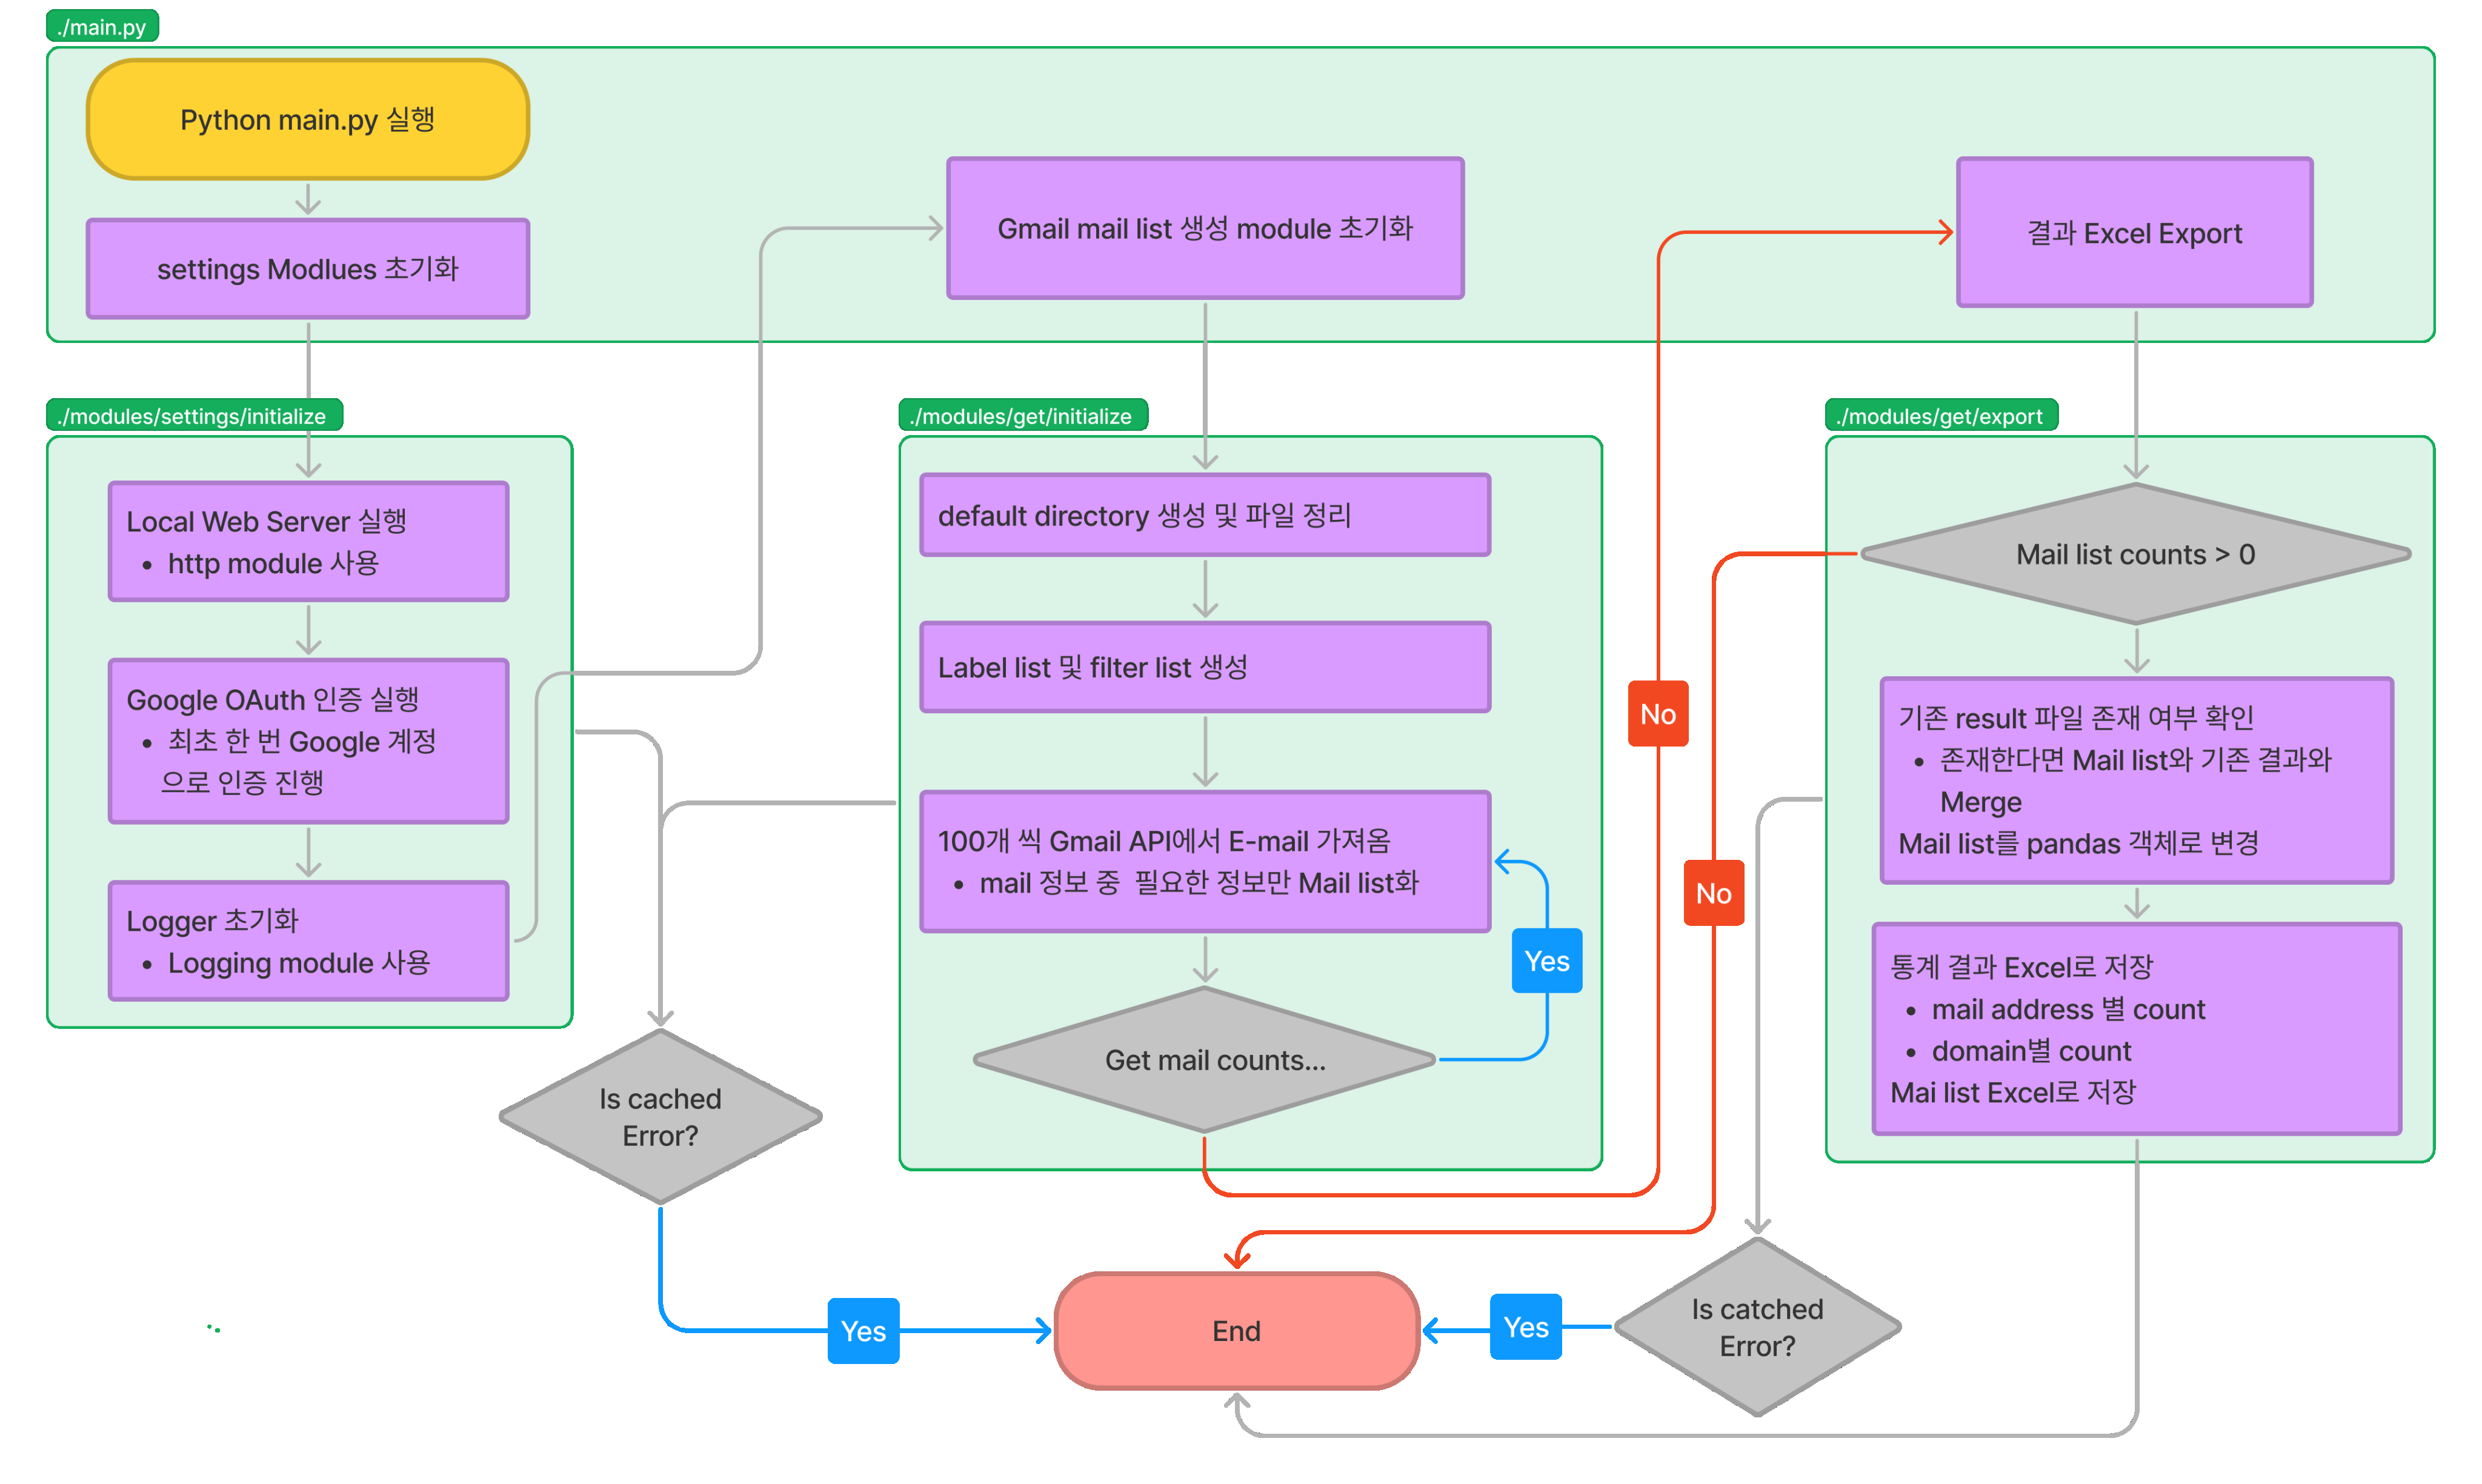 ./main.py
Python main.py 실행
settings Modlues 초기화
Gmail mail list 생성 module 초기화
결과 Excel Export
./modules/settings/initialize
Local Web Server 실행
• http module 사용
Google OAuth 인증 실행
• 최초 한 번 Google 계정
으로 인증 진행
Logger 초기화
• Logging module 사용
Is cached
Error?
Yes
./modules/get/initialize
default directory 생성 및 파일 정리
Label list 및 filter list 생성
100개 씩 Gmail API에서 E-mail 가져옴
• mail 정보 중 필요한 정보만 Mail list화
Yes
Get mail counts...
No
No
./modules/get/export
Mail list counts > 0
기존 result 파일 존재 여부 확인
• 존재한다면 Mail list와 기존 결과와
Merge
Mail list를 pandas 객체로 변경
통계 결과 Excel로 저장
• mail address 별 count
• domain별 count
Mai list Excel로 저장
Is catched
Error?
Yes
End